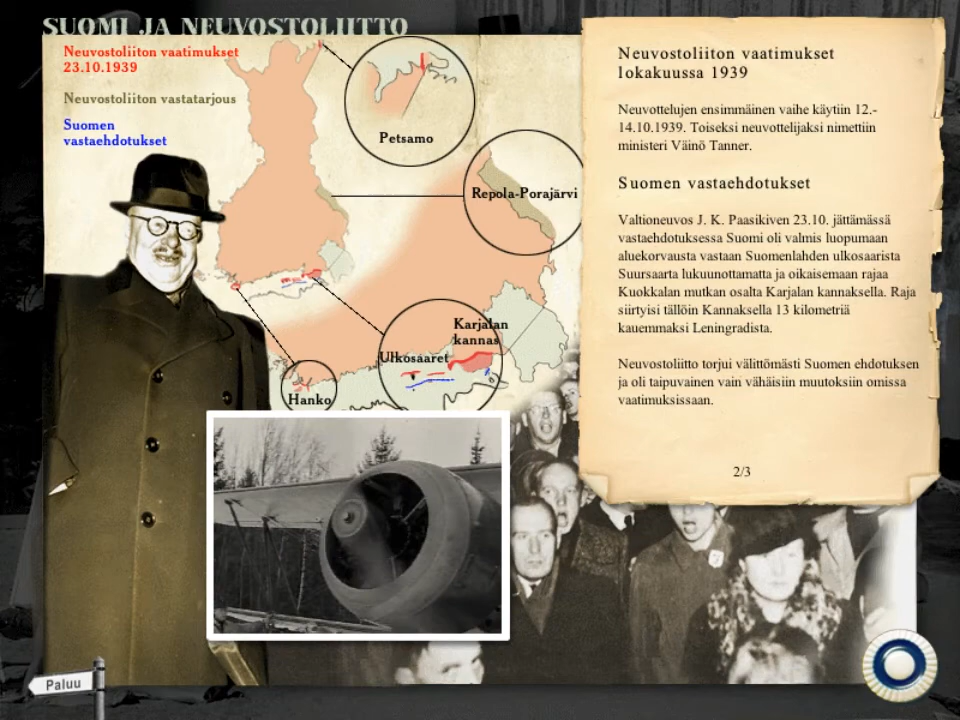 SUOMI JA NEUVOSTOLIITTO
Neuvostoliiton vaatimukset
23.10.1939
Neuvostoliiton vastatarjous
Suomen
vastaehdotukset
Petsamo
Repola-Porajärvi
Karjalan
kannas
Ulkosaaret
Hanko
Neuvostoliiton vaatimukset
lokakuussa 1939
Neuvottelujen ensimmäinen vaihe käytiin 12.-
14.10.1939. Toiseksi neuvottelijaksi nimettiin
ministeri Väinö Tanner.
Suomen vastaehdotukset
Valtioneuvos J. K. Paasikiven 23.10. jättämässä
vastaehdotuksessa Suomi oli valmis luopumaan
aluekorvausta vastaan Suomenlahden ulkosaarista
Suursaarta lukuunottamatta ja oikaisemaan rajaa
Kuokkalan mutkan osalta Karjalan kannaksella. Raja
siirtyisi tällöin Kannaksella 13 kilometriä
kauemmaksi Leningradista.
Neuvostoliitto torjui välittömästi Suomen ehdotuksen
ja oli taipuvainen vain vähäisiin muutoksiin omissa
vaatimuksissaan.
2/3
Paluu